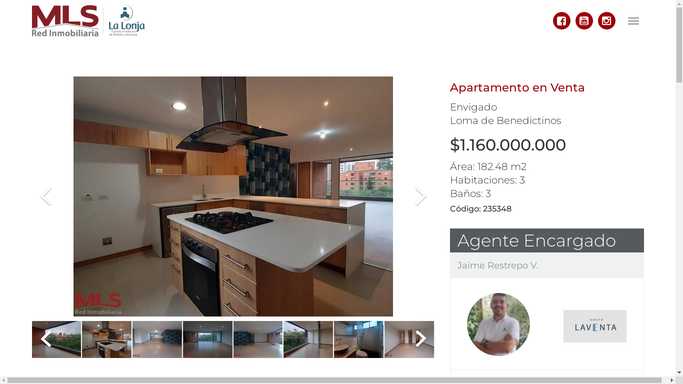 MLS
Red Inmobiliaria
La Lonja
Apartamento en Venta
Envigado
Loma de Benedictinos
$1.160.000.000
Área: 182.48 m2
Habitaciones: 3
Baños: 3
Código: 235348
Agente Encargado
Jaime Restrepo V.
LAVENTA
MLS
Red Inmobiliaria